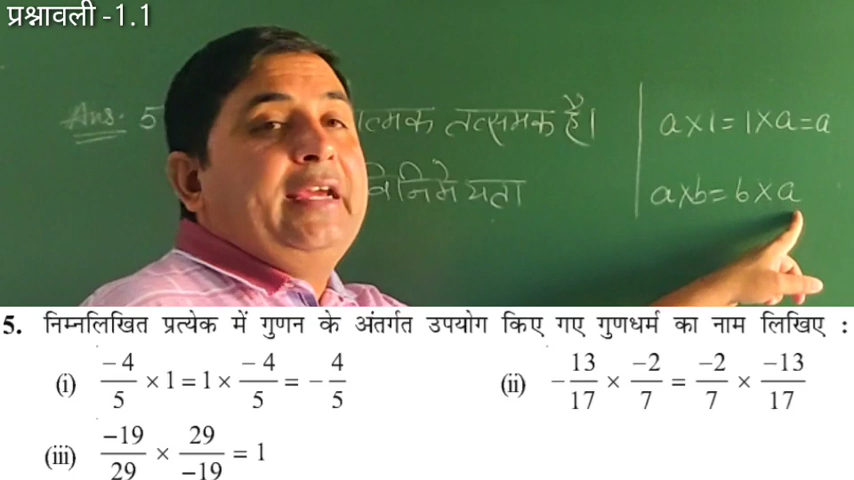 प्रश्नावली -1.1
Ans. 5
त्मक तत्समक है। | a×1=1×a=a
विनिमेयता | a×b=b×a
5. निम्नलिखित प्रत्येक में गुणन के अंतर्गत उपयोग किए गए गुणधर्म का नाम लिखिए :
(i) -4/5 × 1 = 1 × -4/5 = -4/5 (ii) -13/17 × -2/7 = -2/7 × -13/17
(iii) -19/29 × 29/-19 = 1